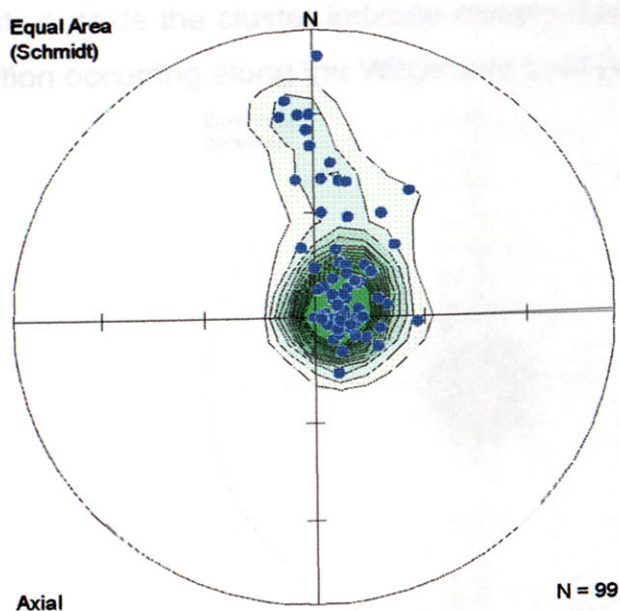 Equal Area
(Schmidt)
N
Axial
N = 99